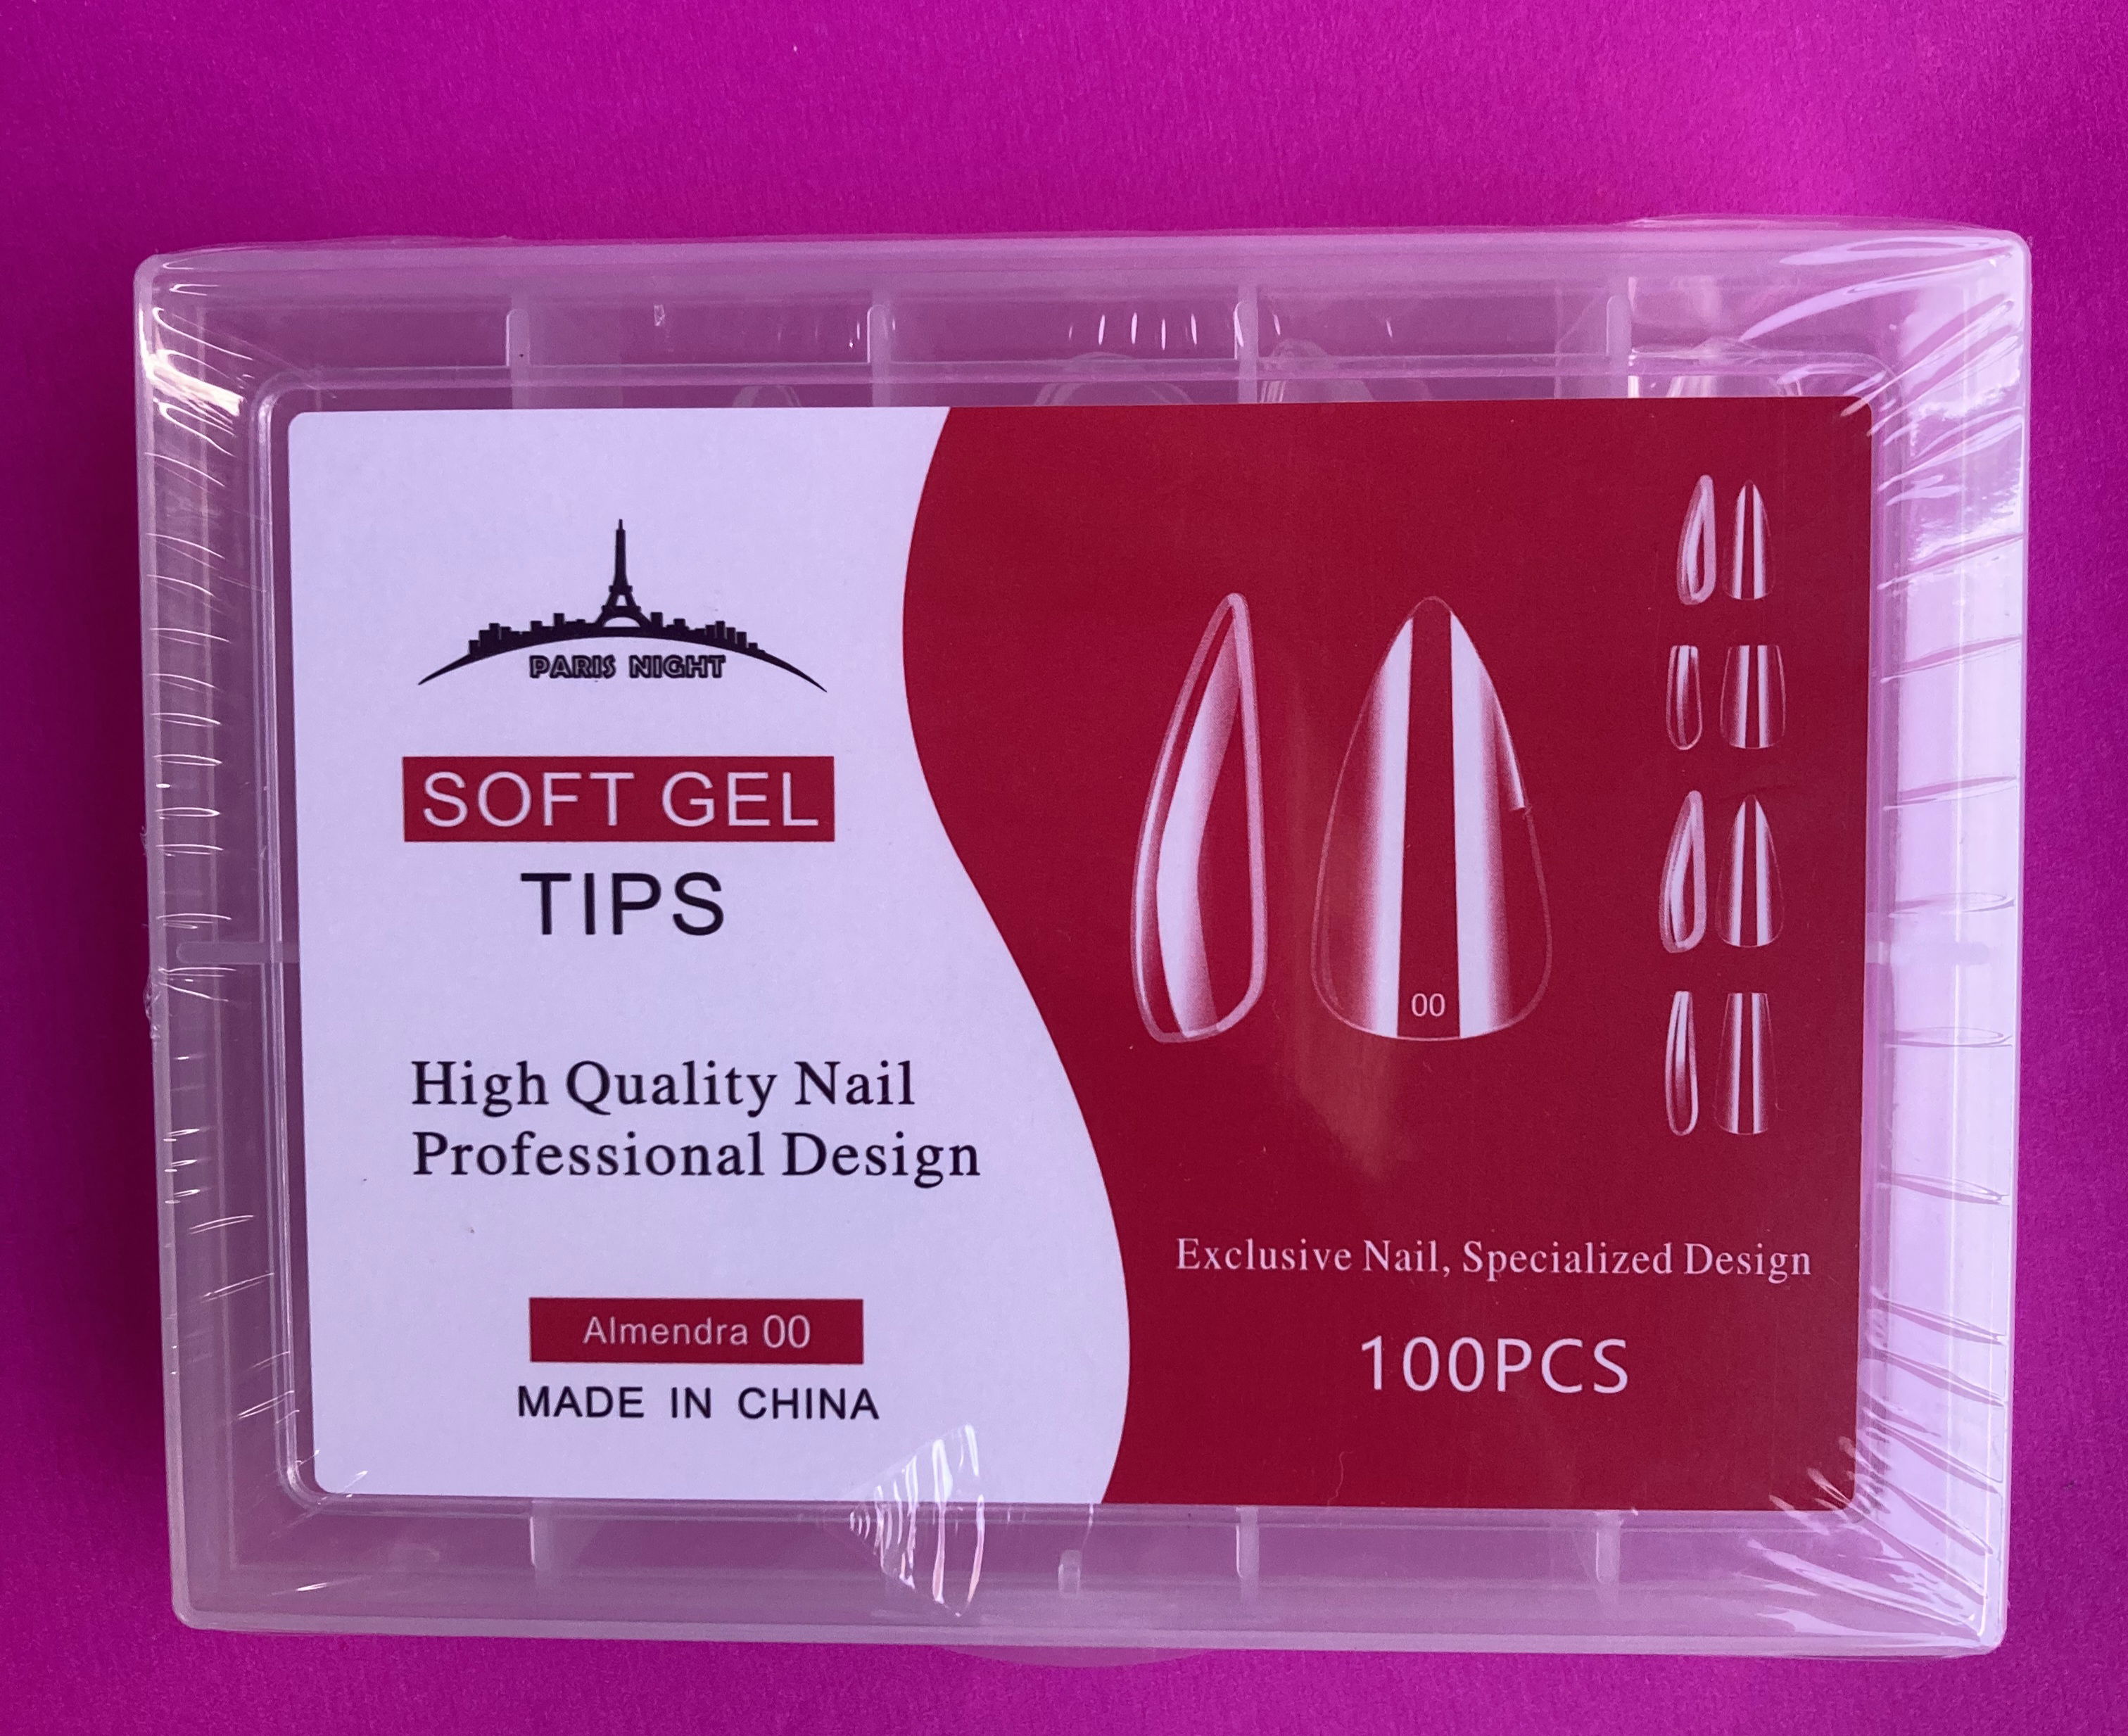 PARIS NIGHT
SOFT GEL
TIPS
High Quality Nail
Professional Design
Almendra 00
MADE IN CHINA
00
Exclusive Nail, Specialized Design
100PCS